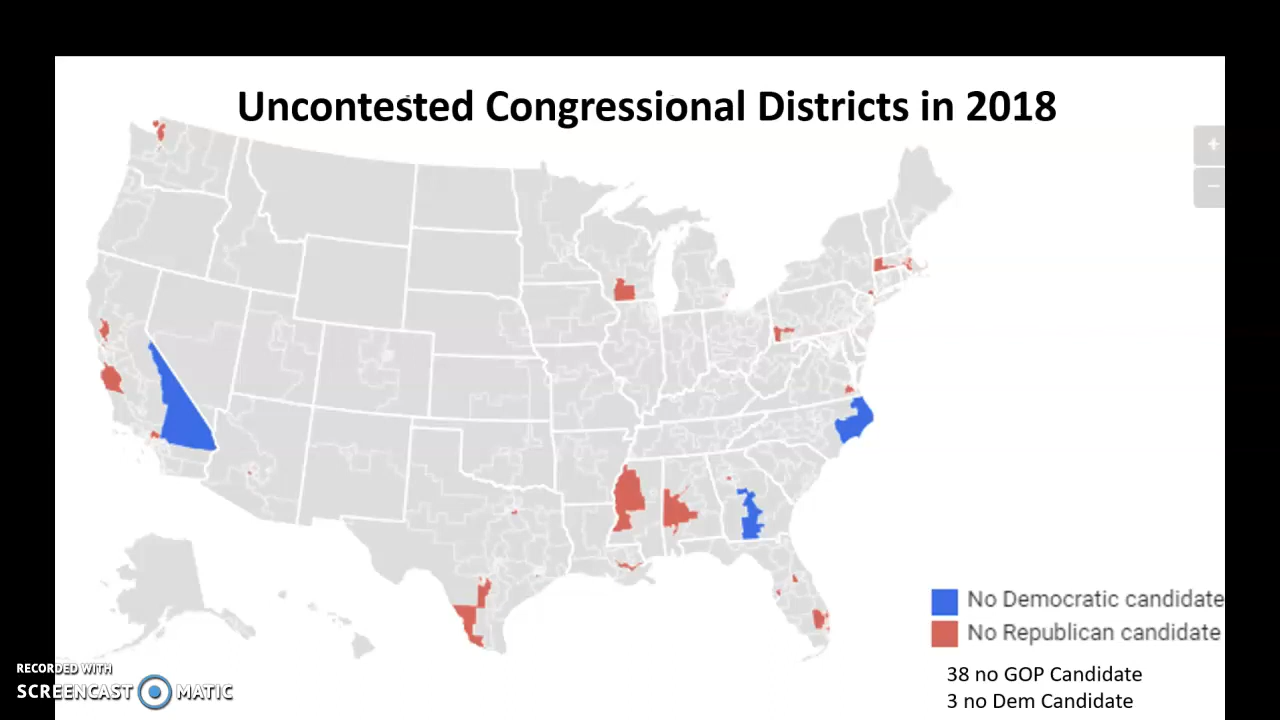 Uncontested Congressional Districts in 2018
+
−
No Democratic candidate
No Republican candidate
38 no GOP Candidate
3 no Dem Candidate
RECORDED WITH
SCREENCAST MATIC